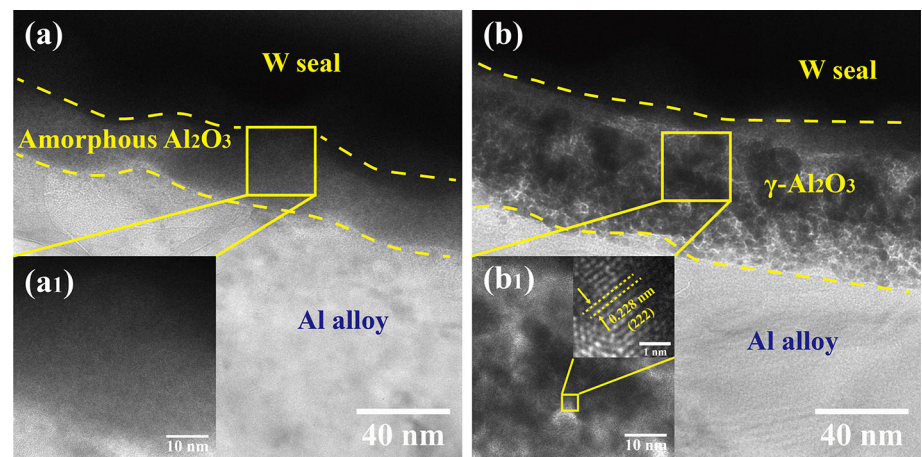 (a)
W seal
Amorphous Al2O3
(a1)
10 nm
Al alloy
40 nm
(b)
W seal
γ-Al2O3
(b1)
0.228 nm
(222)
1 nm
10 nm
Al alloy
40 nm